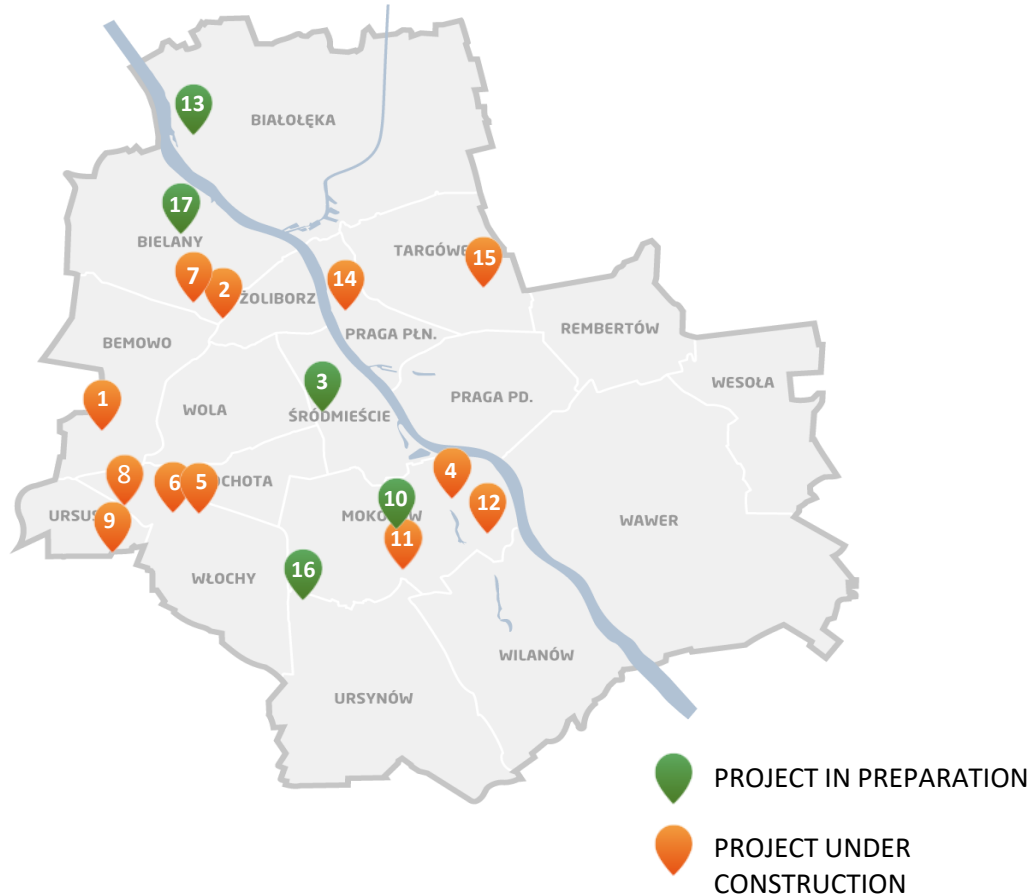 13
BIAŁOŁĘKA
17
BIELANY
TARGÓWE
15
7
2
ŻOLIBORZ
14
BEMOWO
PRAGA PŁN.
REMBERTÓW
1
WOLA
3
ŚRÓDMIEŚCIE
PRAGA PD.
WESOŁA
8
6
5
OCHOTA
4
10
12
URSUS
9
MOKOTÓW
11
WAWER
WŁOCHY
16
WILANÓW
URSYNÓW
PROJECT IN PREPARATION
PROJECT UNDER
CONSTRUCTION